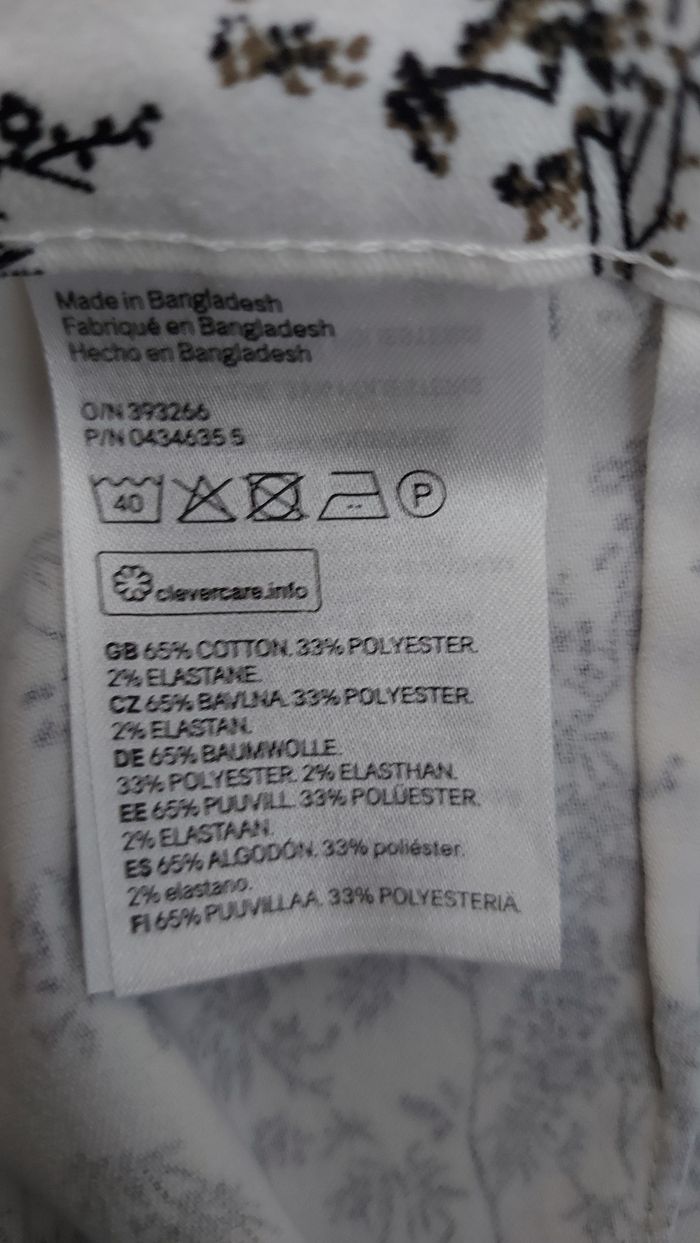 Made in Bangladesh
Fabriqué en Bangladesh
Hecho en Bangladesh
O/N 393266
P/N 0434635 5
40 P
clevercare.info
GB 65% COTTON. 33% POLYESTER.
2% ELASTANE.
CZ 65% BAVLNA. 33% POLYESTER.
2% ELASTAN.
DE 65% BAUMWOLLE.
33% POLYESTER. 2% ELASTHAN.
EE 65% PUUVILL. 33% POLÜESTER.
2% ELASTAAN.
ES 65% ALGODÓN. 33% poliéster.
2% elastano.
FI 65% PUUVILLAA. 33% POLYESTERIÄ.